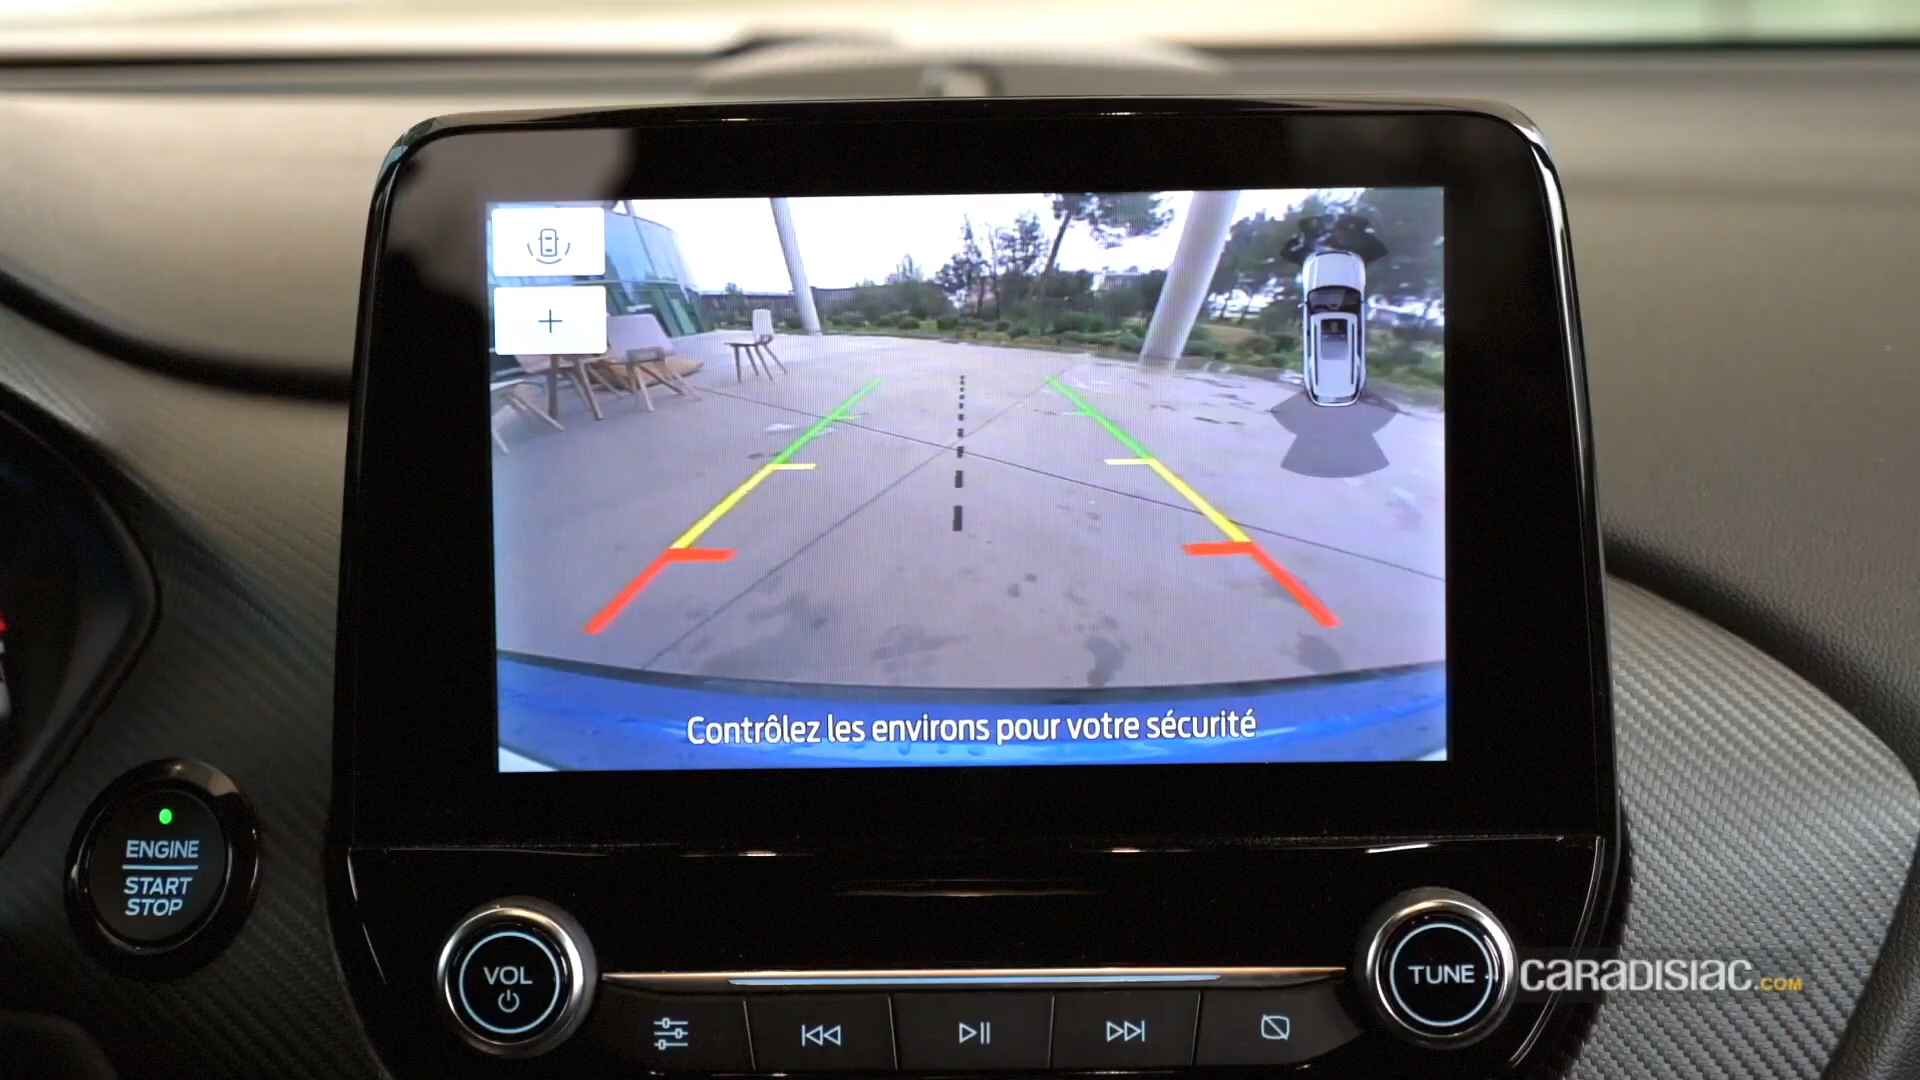 Contrôlez les environs pour votre sécurité
ENGINE
START
STOP
VOL
TUNE
CARADISIAC.COM